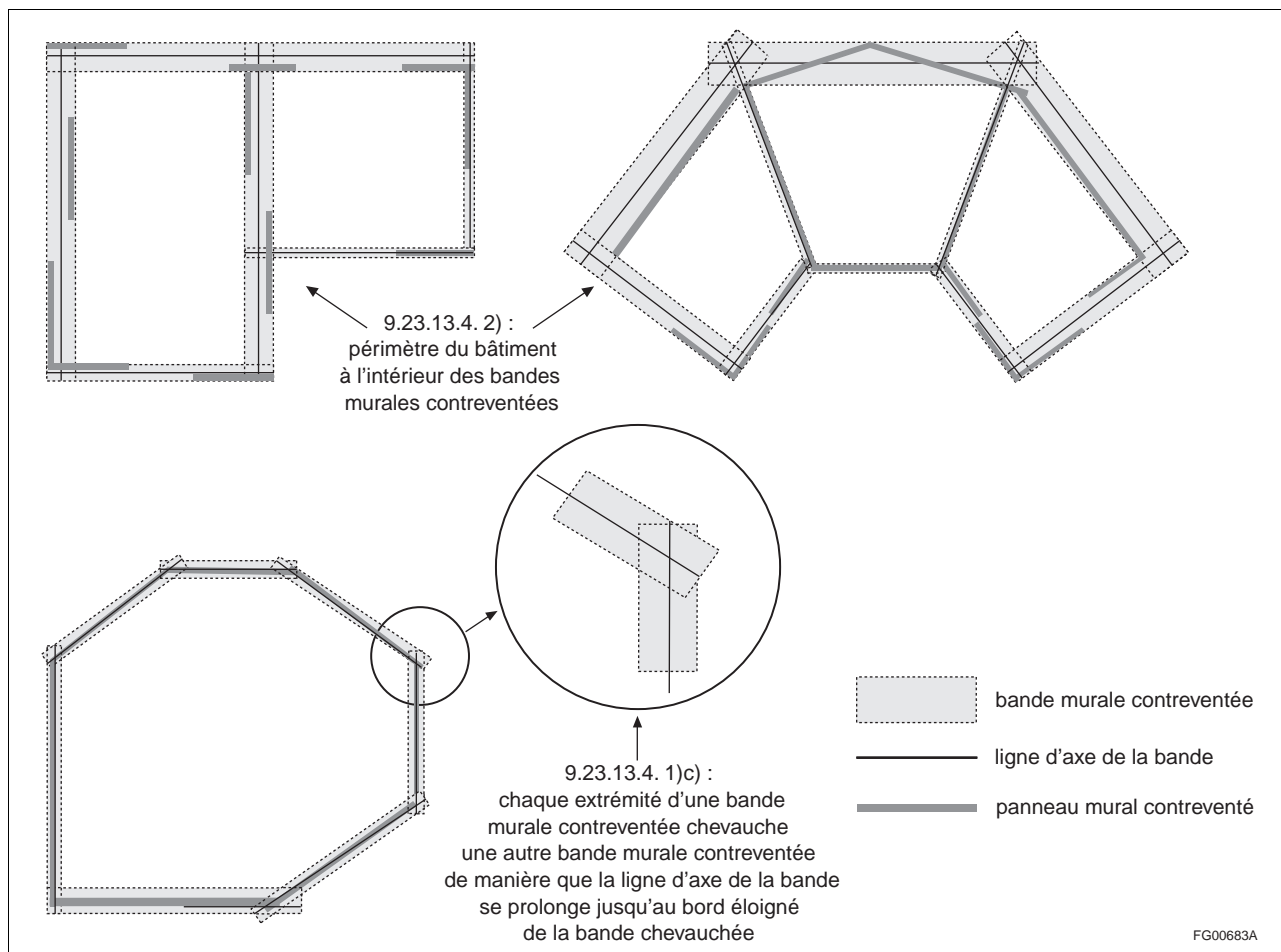 9.23.13.4. 2) :
périmètre du bâtiment
à l'intérieur des bandes
murales contreventées
9.23.13.4. 1)c) :
chaque extrémité d'une bande
murale contreventée chevauche
une autre bande murale contreventée
de manière que la ligne d'axe de la bande
se prolonge jusqu'au bord éloigné
de la bande chevauchée
bande murale contreventée
ligne d'axe de la bande
panneau mural contreventé
FG00683A